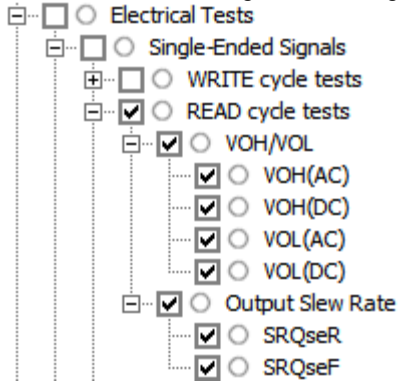 Electrical Tests
Single-Ended Signals
WRITE cycle tests
READ cycle tests
VOH/VOL
VOH(AC)
VOH(DC)
VOL(AC)
VOL(DC)
Output Slew Rate
SRQseR
SRQseF